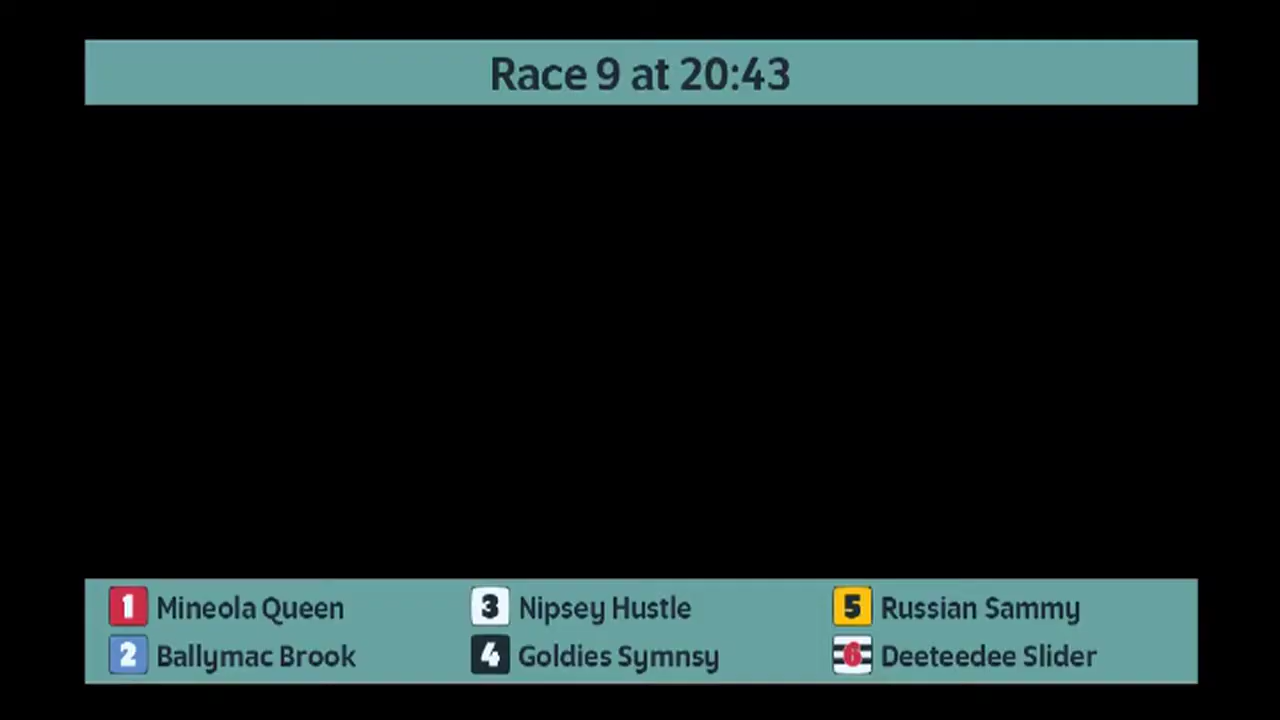 Race 9 at 20:43
1 Mineola Queen
2 Ballymac Brook
3 Nipsey Hustle
4 Goldies Symnsy
5 Russian Sammy
6 Deeteedee Slider